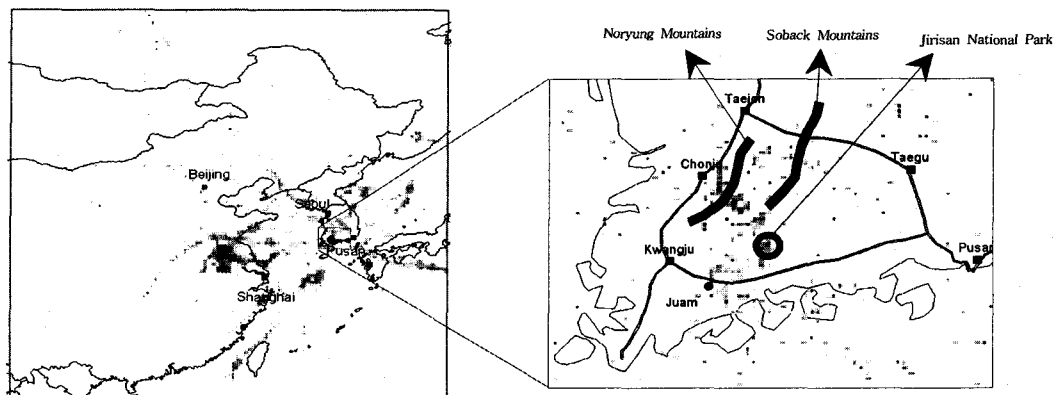 Noryung Mountains
Soback Mountains
Jirisan National Park
Beijing
Seoul
Pusan
Shanghai
Taejon
Chonju
Taegu
Kwangju
Pusan
Juam